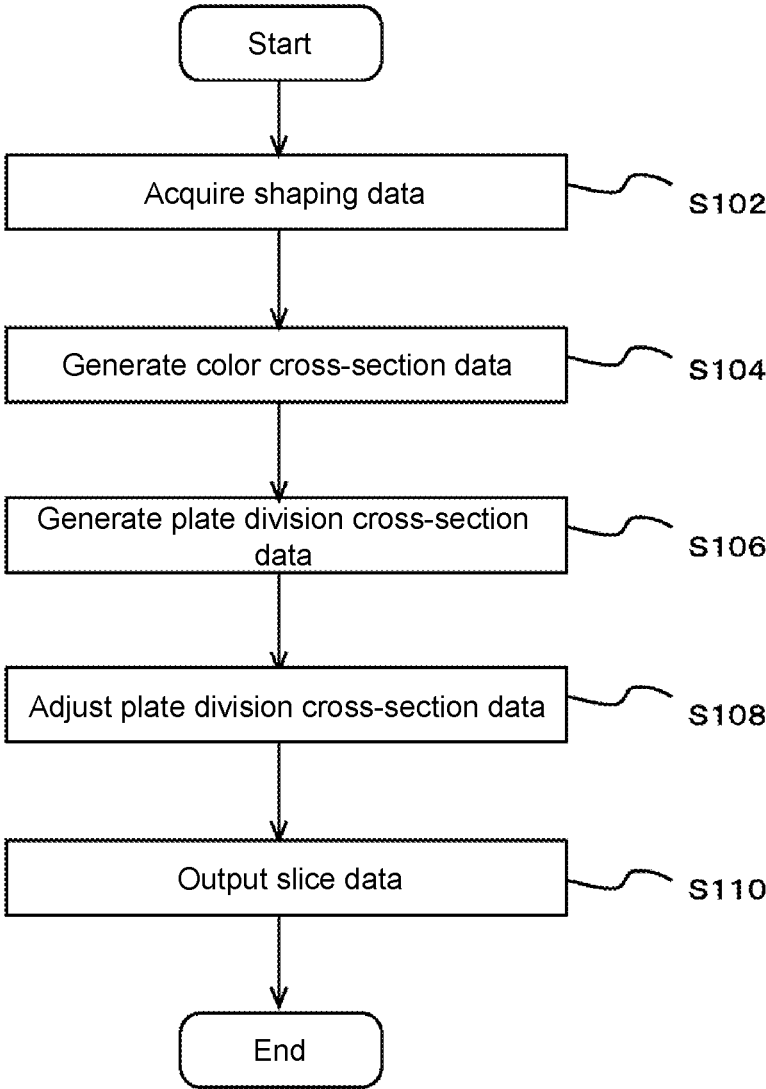 Start
Acquire shaping data
S102
Generate color cross-section data
S104
Generate plate division cross-section
data
S106
Adjust plate division cross-section data
S108
Output slice data
S110
End